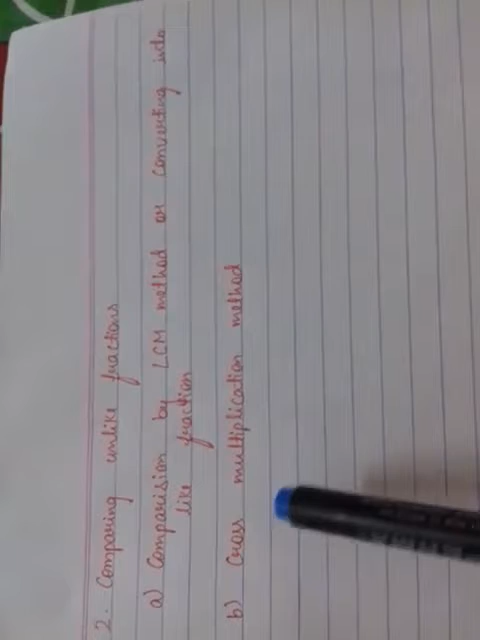 2. Comparing unlike fractions
a) Comparision by LCM method or converting into
like fraction
b) Cross multiplication method